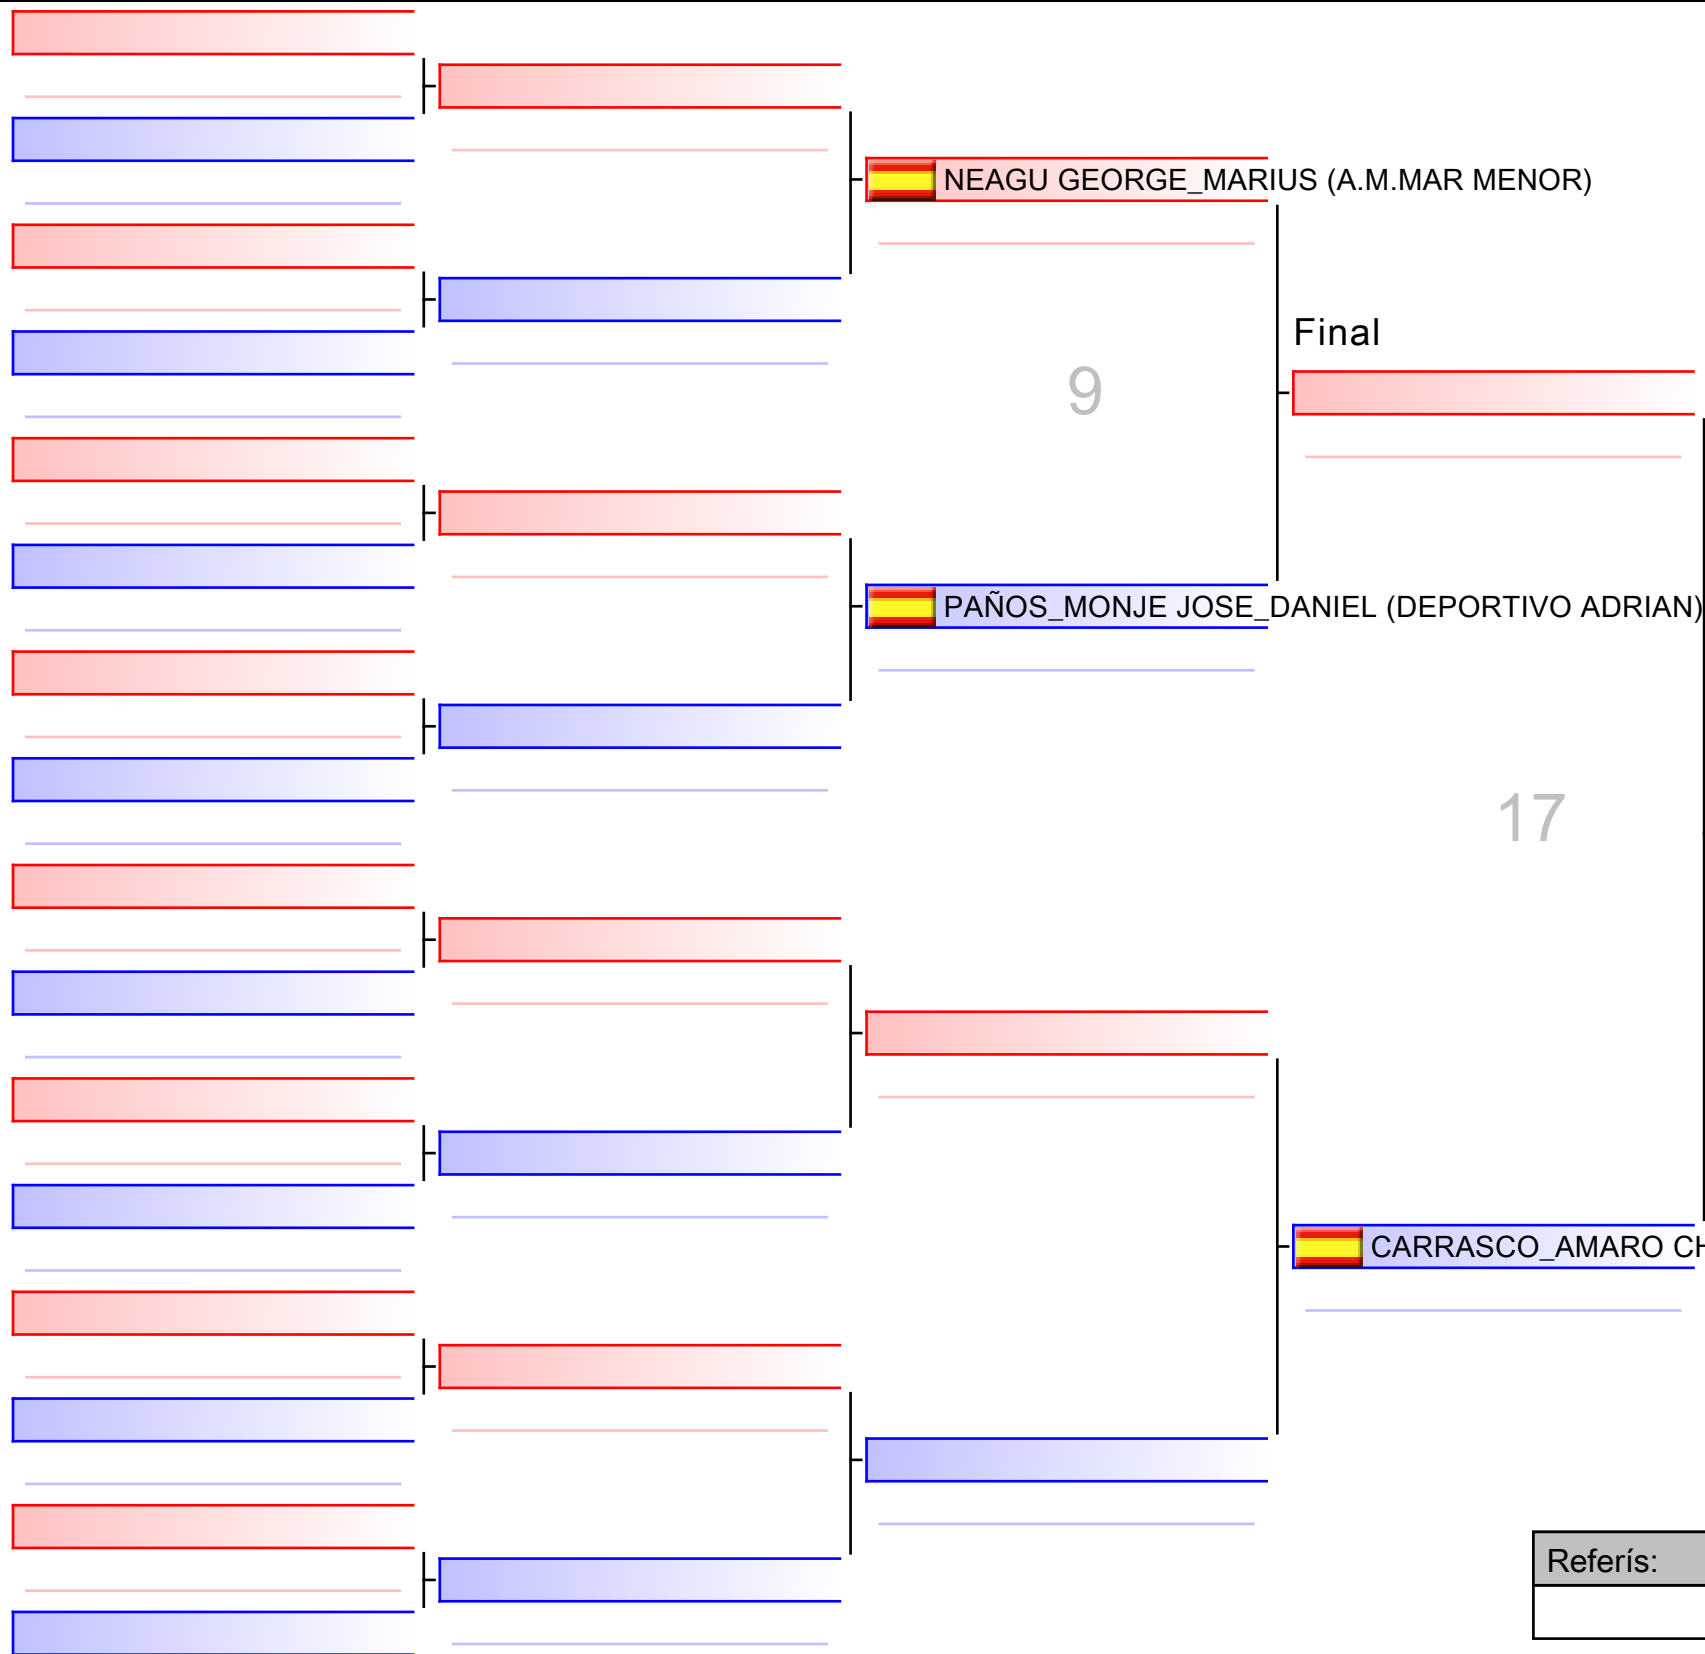 NEAGU GEORGE_MARIUS (A.M.MAR MENOR)
Final
9
PAÑOS_MONJE JOSE_DANIEL (DEPORTIVO ADRIAN)
17
CARRASCO_AMARO
Referís: